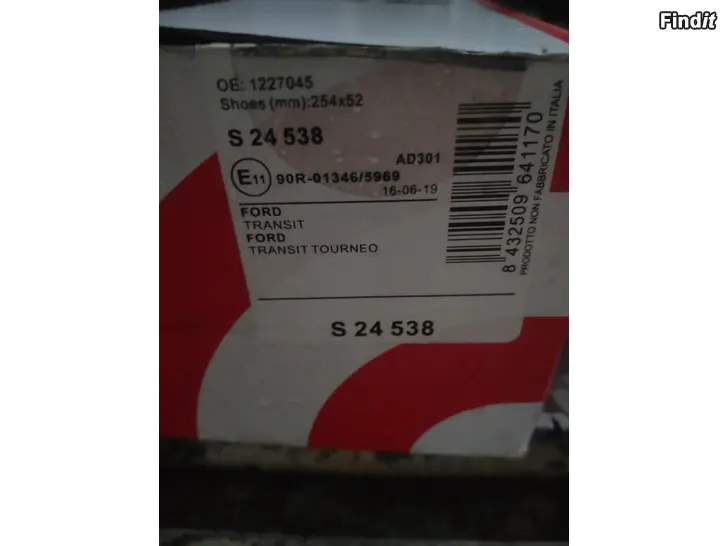 Findit
OE: 1227045
Shoes (mm):254x52
S 24 538
AD301
E11 90R-01346/5969
16-06-19
FORD
TRANSIT
FORD
TRANSIT TOURNEO
S 24 538
8 432509 641170
PRODOTTO NON FABBRICATO IN ITALIA